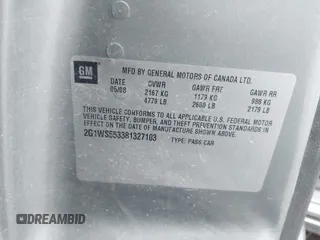 GM
MFD BY GENERAL MOTORS OF CANADA LTD.
DATE GVWR GAWR FRT GAWR RR
05/08 2167 KG 1179 KG 988 KG
4779 LB 2600 LB 2179 LB
THIS VEHICLE CONFORMS TO ALL APPLICABLE U.S. FEDERAL MOTOR
VEHICLE SAFETY, BUMPER, AND THEFT PREVENTION STANDARDS
IN EFFECT ON THE DATE OF MANUFACTURE SHOWN ABOVE.
2G1WS553381327103 TYPE: PASS CAR
DREAMBID